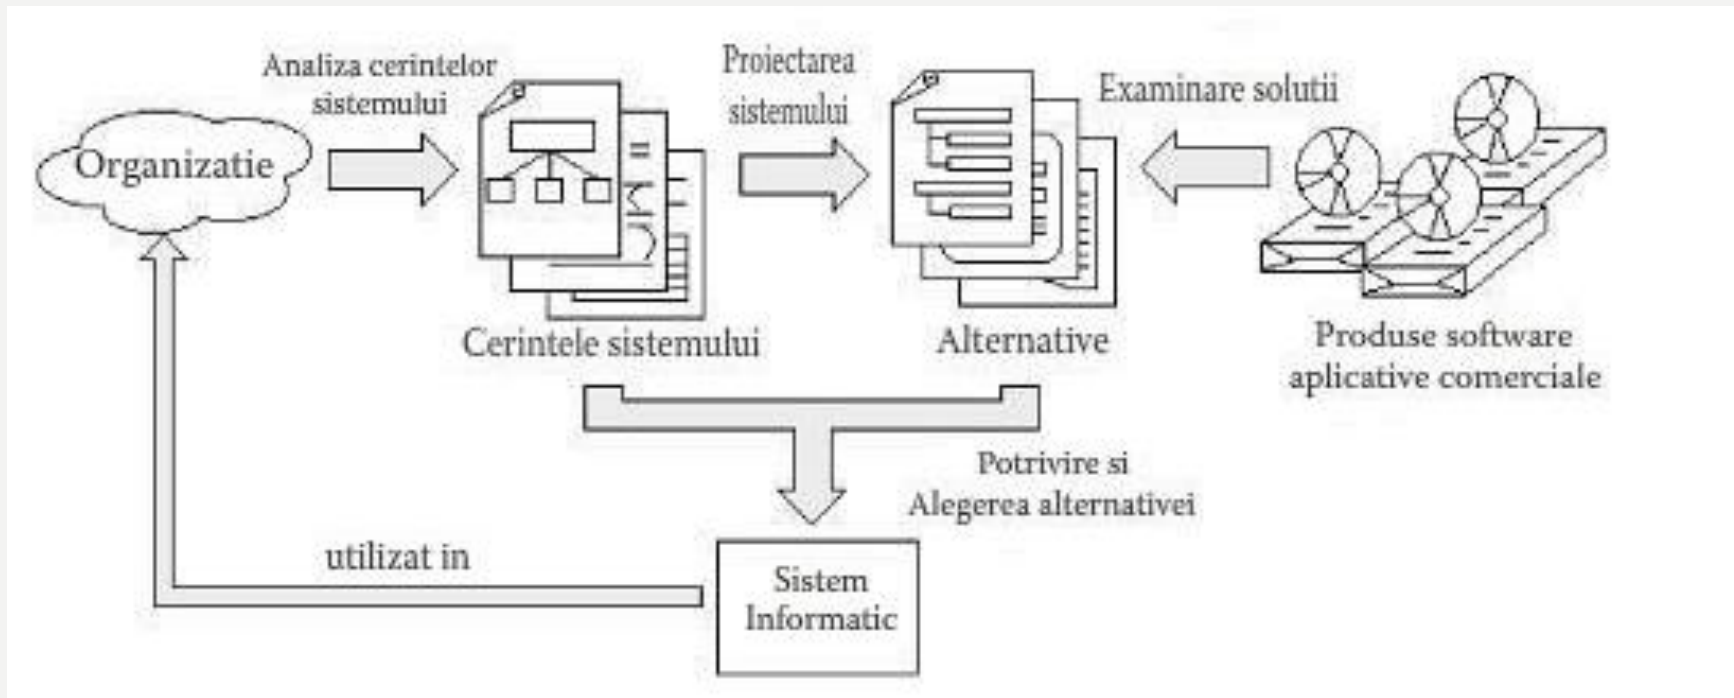 Analiza cerintelor
sistemului
Proiectarea
sistemului
Examinare solutii
Organizatie
Cerintele sistemului
Alternative
Produse software
aplicative comerciale
Potrivire si
Alegerea alternativei
utilizat in
Sistem
Informatic